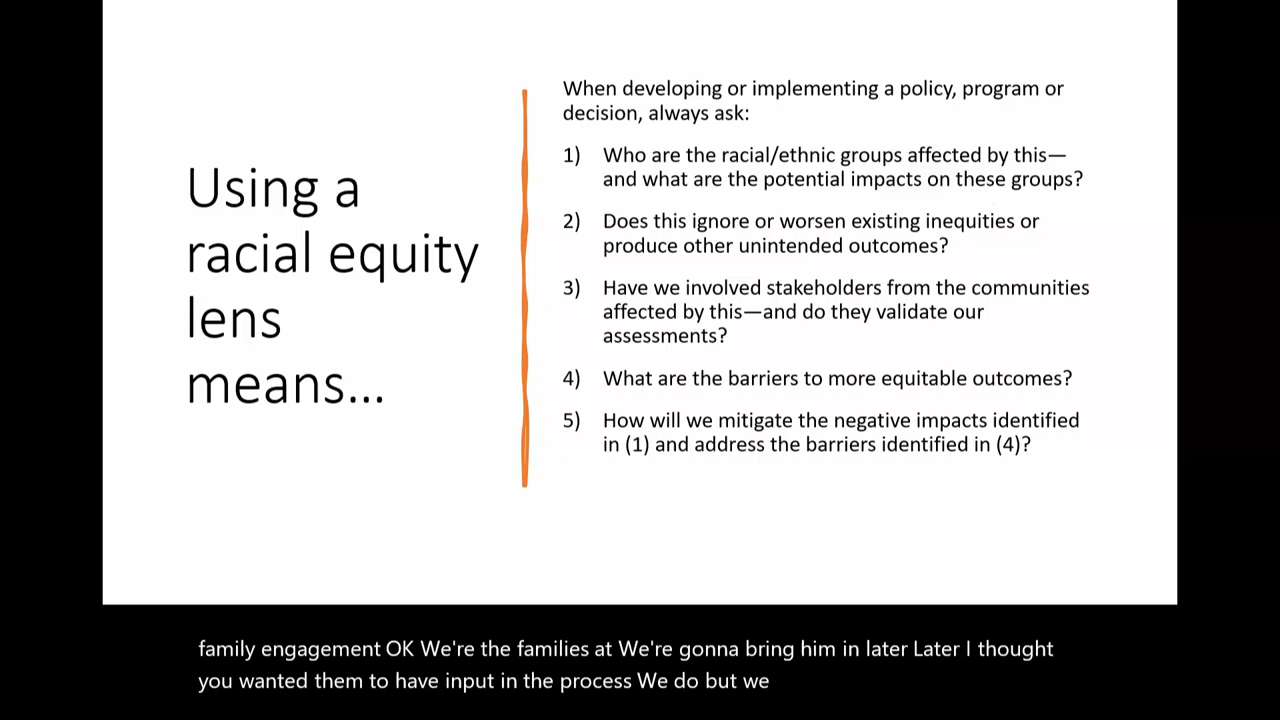 Using a
racial equity
lens
means...
When developing or implementing a policy, program or
decision, always ask:
1) Who are the racial/ethnic groups affected by this—
and what are the potential impacts on these groups?
2) Does this ignore or worsen existing inequities or
produce other unintended outcomes?
3) Have we involved stakeholders from the communities
affected by this—and do they validate our
assessments?
4) What are the barriers to more equitable outcomes?
5) How will we mitigate the negative impacts identified
in (1) and address the barriers identified in (4)?
family engagement OK We're the families at We're gonna bring him in later Later I thought
you wanted them to have input in the process We do but we